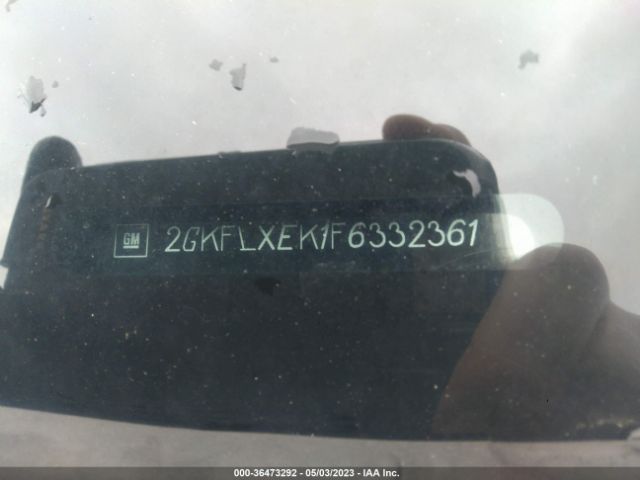 GM 2GKFLXEK1F6332361
000-36473292 - 05/03/2023 - IAA Inc.